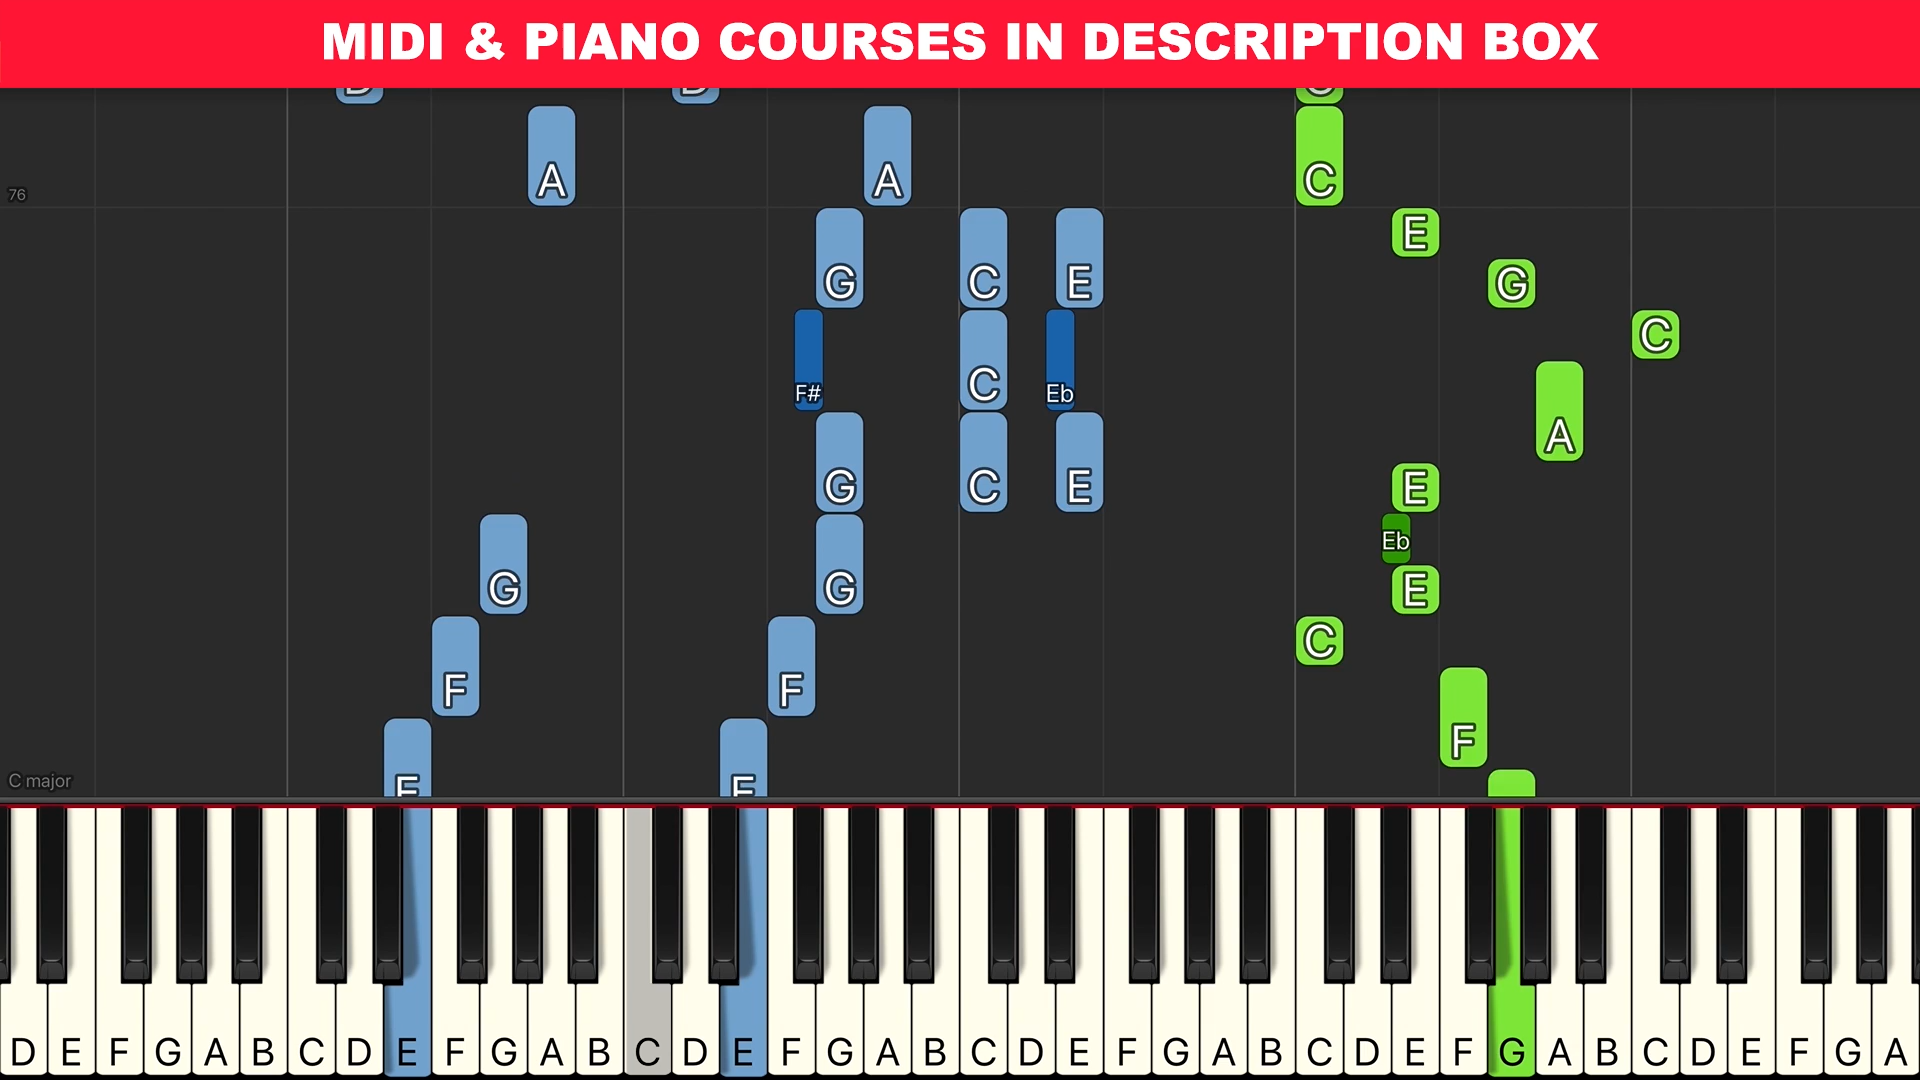 MIDI & PIANO COURSES IN DESCRIPTION BOX
D D C
A A C
76
G C E E
G
F# C Eb C
A
G C E E
G G Eb
E
F F C
F
C major
E E
D E F G A B C D E F G A B C D E F G A B C D E F G A B C D E F G A B C D E F G A